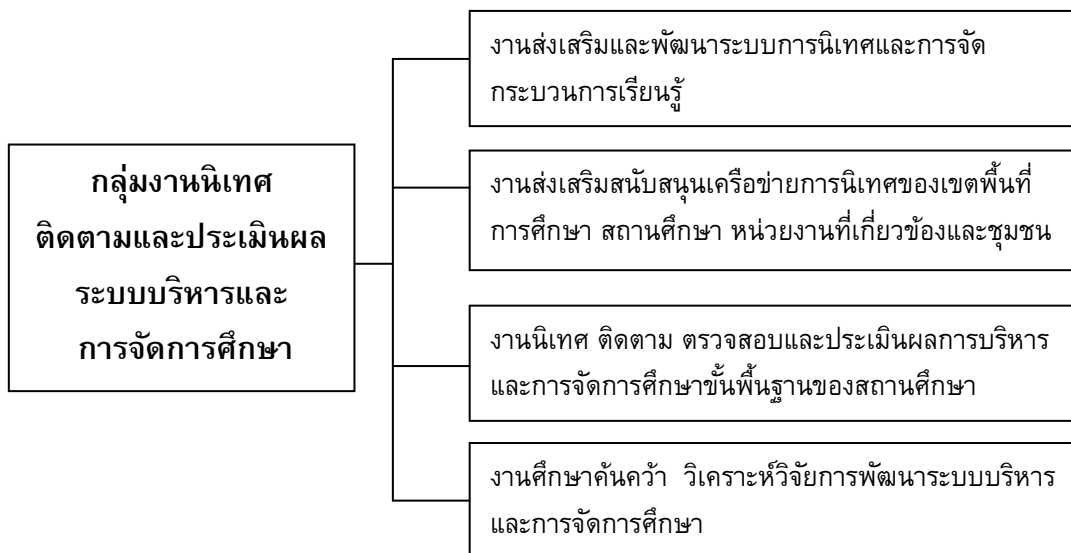 กลุ่มงานนิเทศ
ติดตามและประเมินผล
ระบบบริหารและ
การจัดการศึกษา
งานส่งเสริมและพัฒนาระบบการนิเทศและการจัด
กระบวนการเรียนรู้
งานส่งเสริมสนับสนุนเครือข่ายการนิเทศของเขตพื้นที่
การศึกษา สถานศึกษา หน่วยงานที่เกี่ยวข้องและชุมชน
งานนิเทศ ติดตาม ตรวจสอบและประเมินผลการบริหาร
และการจัดการศึกษาขั้นพื้นฐานของสถานศึกษา
งานศึกษาค้นคว้า วิเคราะห์วิจัยการพัฒนาระบบบริหาร
และการจัดการศึกษา